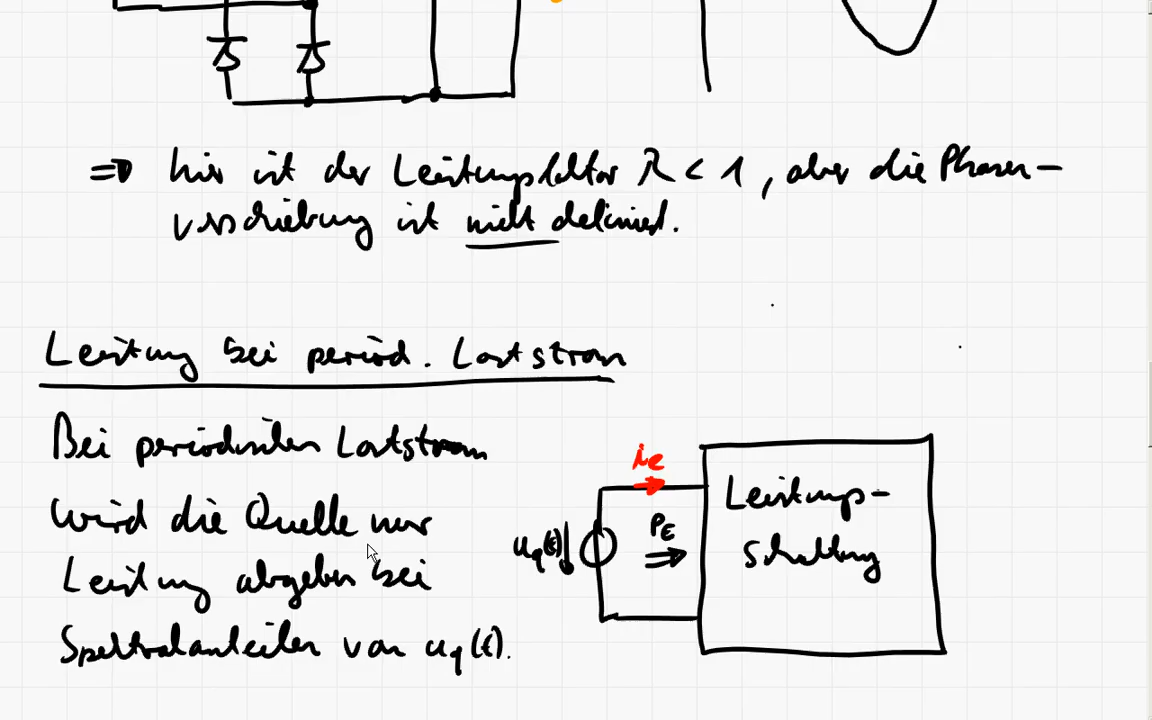 ⇒ hier ist der Leistungsfaktor λ < 1, aber die Phasen-
verschiebung ist nicht definiert.
Leistung bei period. Laststrom
Bei periodischen Laststrom
wird die Quelle nur
Leistung abgeben bei
Spektralanteilen von uq(t).
ie
Leistungs-
PE
uq(t)
schaltung